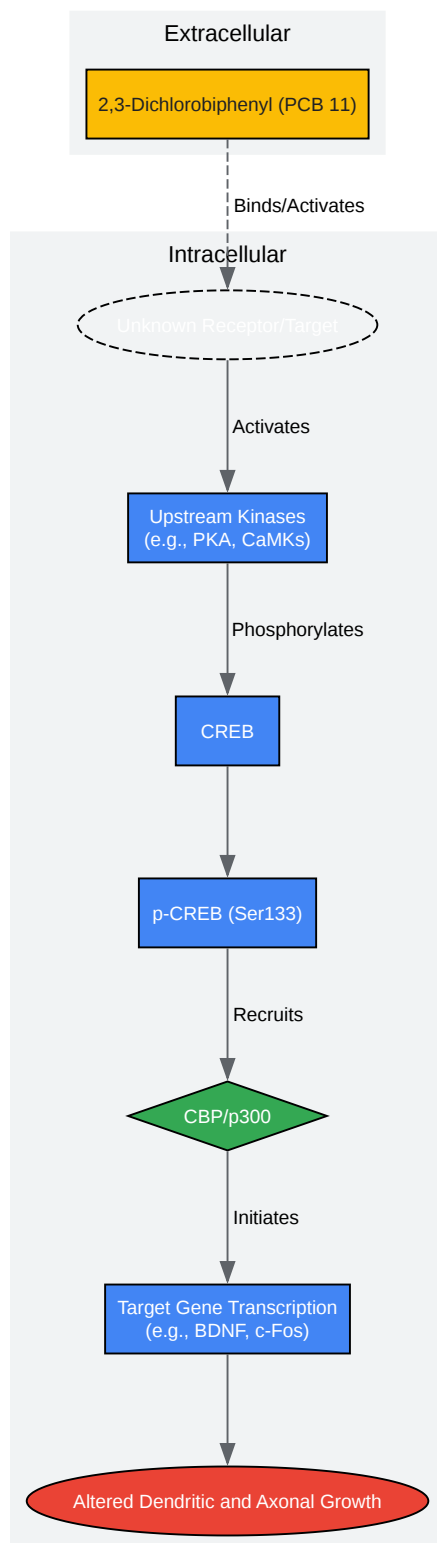 Extracellular
2,3-Dichlorobiphenyl (PCB 11)
Binds/Activates
Intracellular
Unknown Receptor/Target
Activates
Upstream Kinases
(e.g., PKA, CaMKs)
Phosphorylates
CREB
p-CREB (Ser133)
Recruits
CBP/p300
Initiates
Target Gene Transcription
(e.g., BDNF, c-Fos)
Altered Dendritic and Axonal Growth